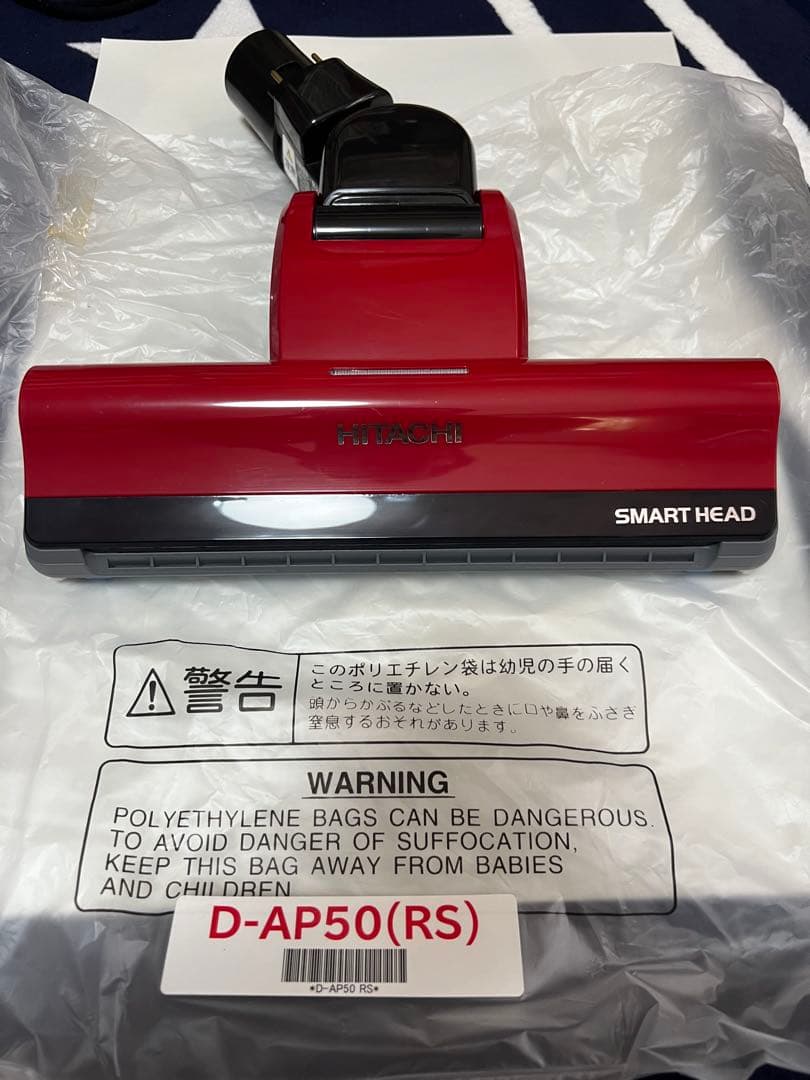 HITACHI
SMART HEAD
警告
このポリエチレン袋は幼児の手の届く
ところに置かない。
頭からかぶるなどしたときに口や鼻をふさぎ
窒息するおそれがあります。
WARNING
POLYETHYLENE BAGS CAN BE DANGEROUS.
TO AVOID DANGER OF SUFFOCATION,
KEEP THIS BAG AWAY FROM BABIES
AND CHILDREN
D-AP50(RS)
*D-AP50 RS*